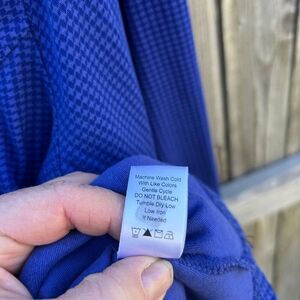 Machine Wash Cold
With Like Colors
Gentle Cycle
DO NOT BLEACH
Tumble Dry Low
Low Iron
If Needed